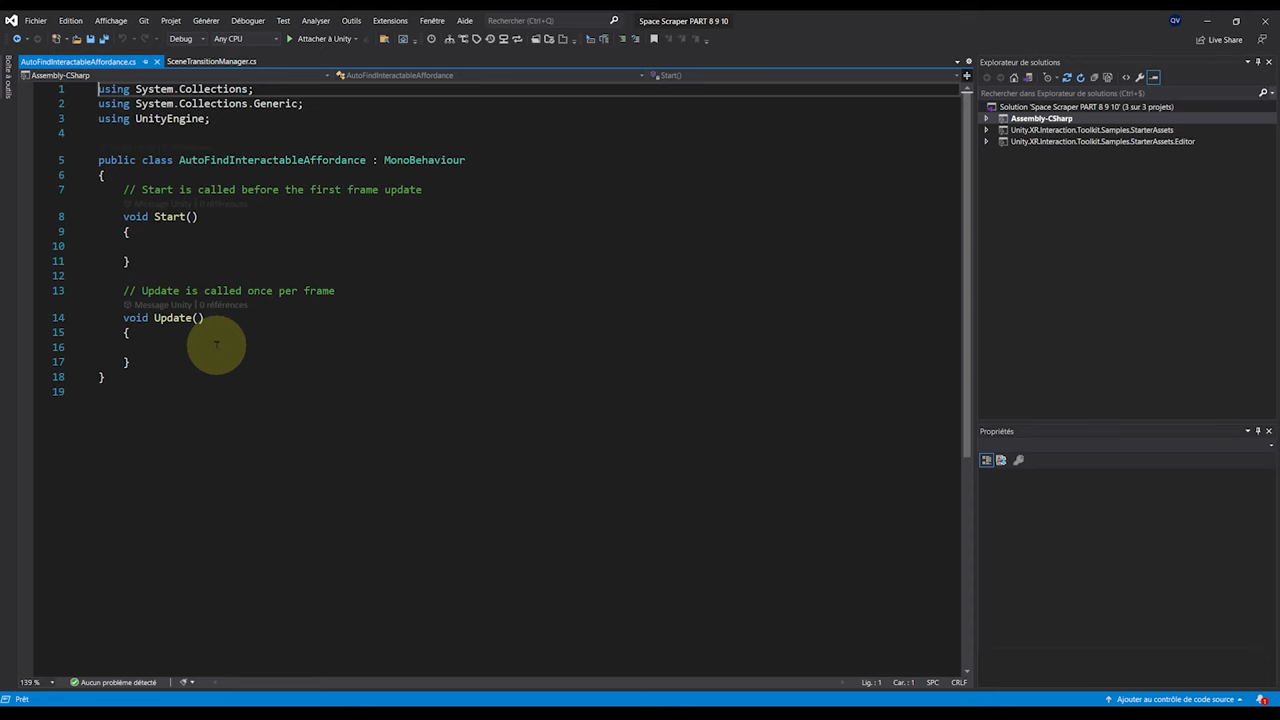 Fichier Edition Affichage Git Projet Générer Déboguer Test Analyser Outils Extensions Fenêtre Aide Rechercher (Ctrl+Q) Space Scraper PART 8 9 10 QV
Debug Any CPU Attacher à Unity Live Share
Boîte à outils
AutoFindInteractableAffordance.cs SceneTransitionManager.cs
Assembly-CSharp AutoFindInteractableAffordance Start()
1 using System.Collections;
2 using System.Collections.Generic;
3 using UnityEngine;
4
5 public class AutoFindInteractableAffordance : MonoBehaviour
6 {
7 // Start is called before the first frame update
Message Unity | 0 références
8 void Start()
9 {
10
11 }
12
13 // Update is called once per frame
Message Unity | 0 références
14 void Update()
15 {
16
17 }
18 }
19
139 % Aucun problème détecté Lig. : 1 Car. : 1 SPC CRLF
Explorateur de solutions
Rechercher dans Explorateur de solutions (Ctrl+$)
Solution 'Space Scraper PART 8 9 10' (3 sur 3 projets)
Assembly-CSharp
Unity.XR.Interaction.Toolkit.Samples.StarterAssets
Unity.XR.Interaction.Toolkit.Samples.StarterAssets.Editor
Propriétés
Prêt Ajouter au contrôle de code source 1